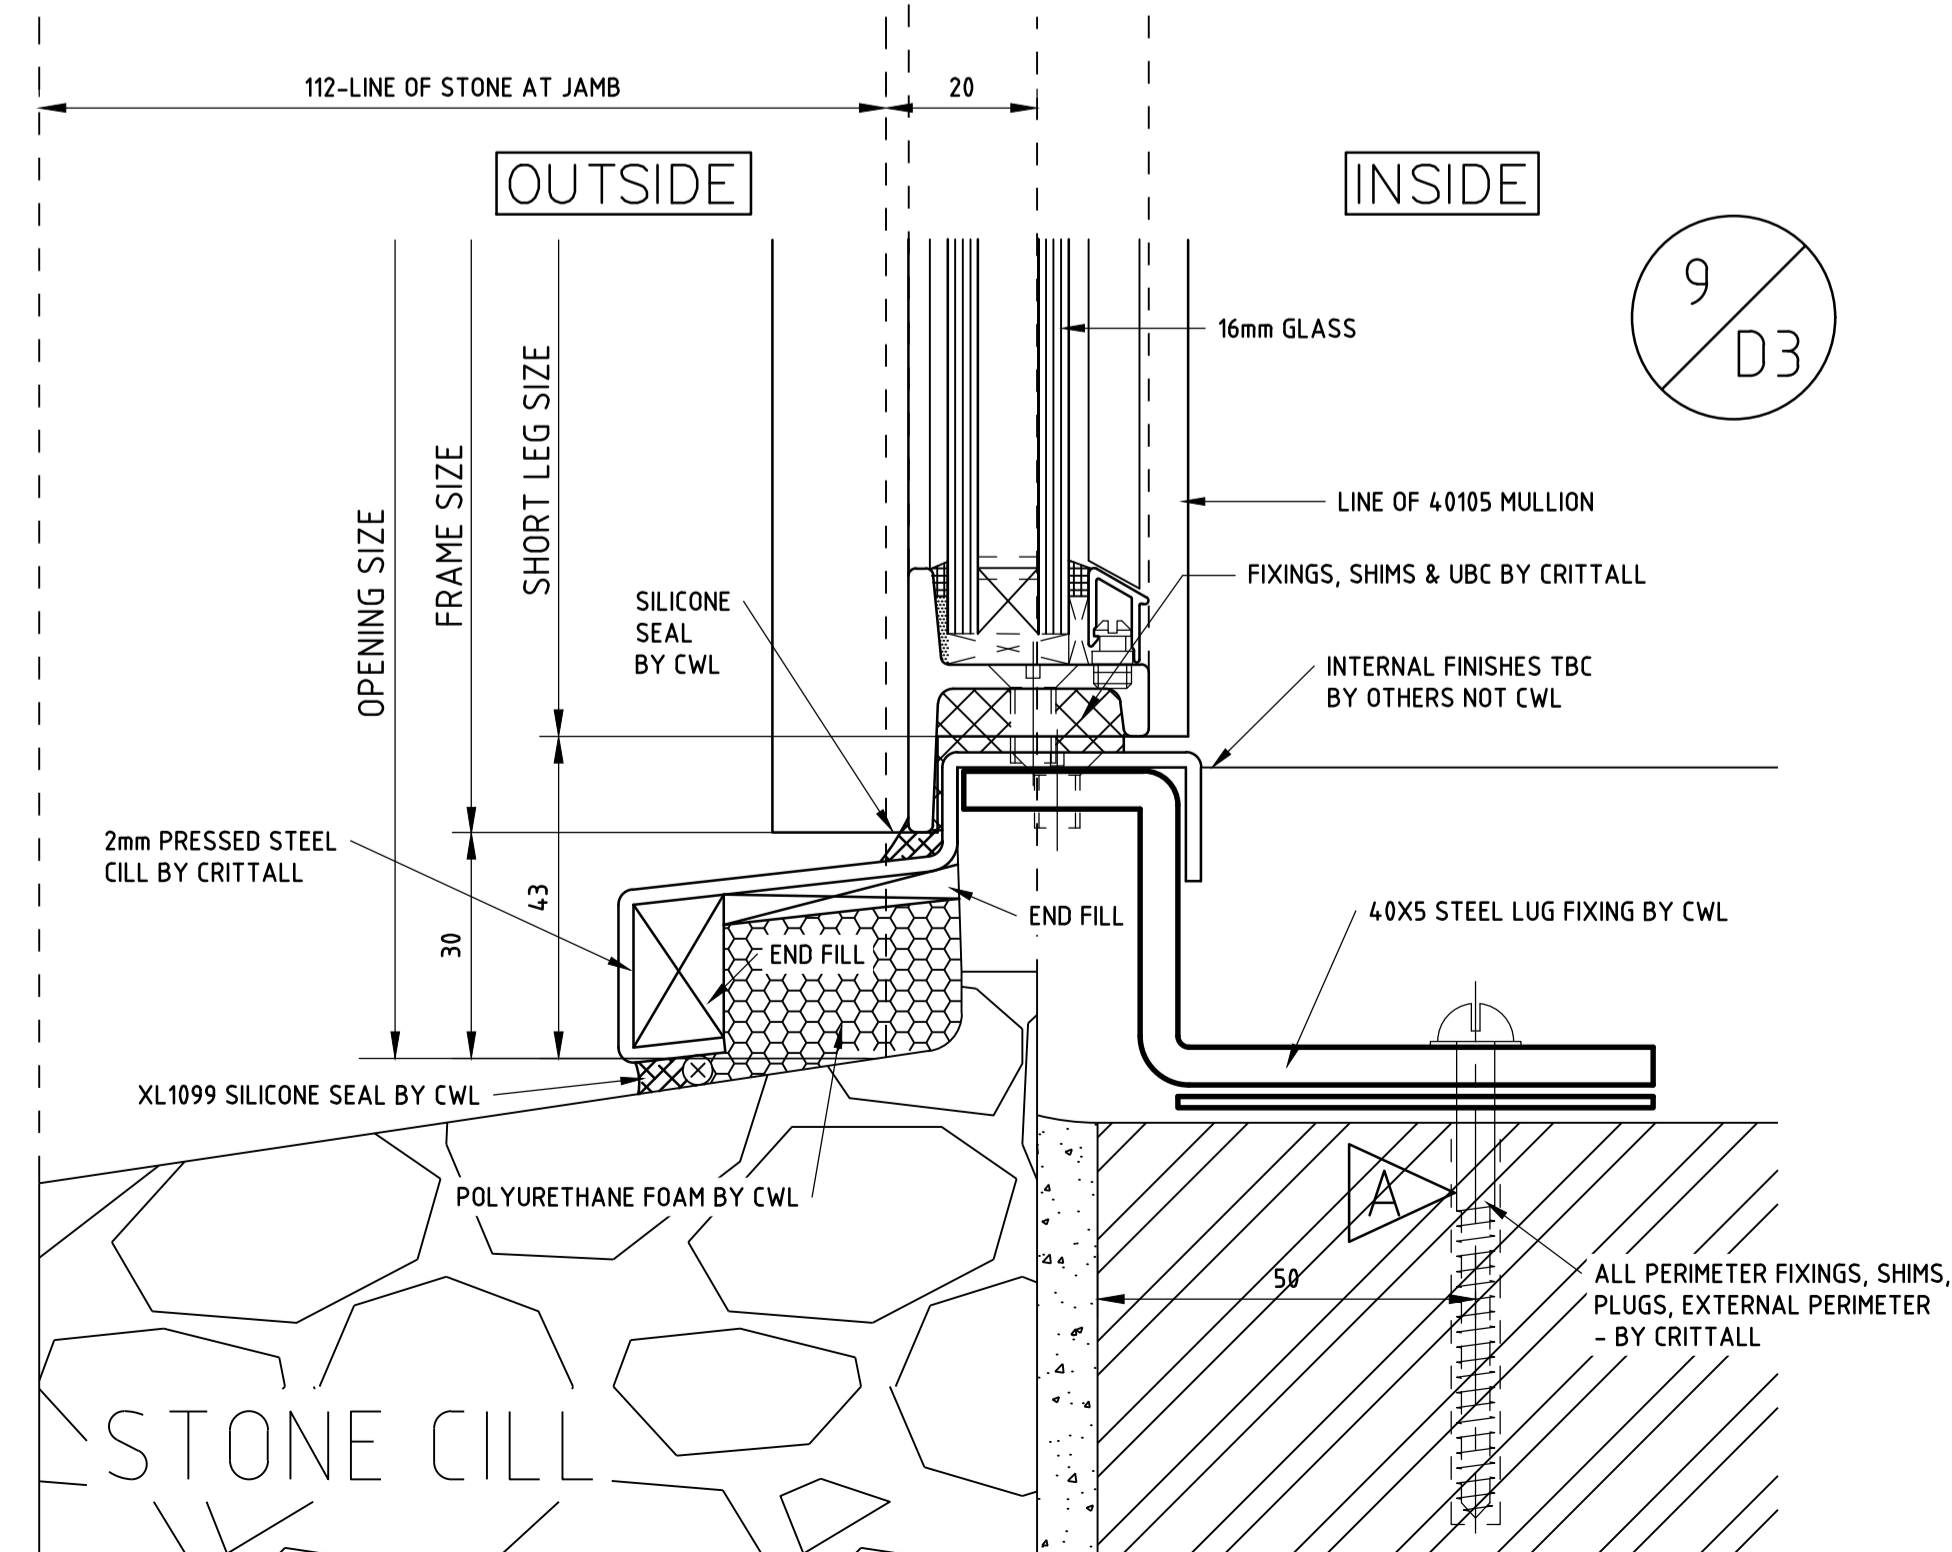 112-LINE OF STONE AT JAMB
20
OUTSIDE
INSIDE
9
D3
16mm GLASS
OPENING SIZE
FRAME SIZE
SHORT LEG SIZE
LINE OF 40105 MULLION
FIXINGS, SHIMS & UBC BY CRITTALL
SILICONE
SEAL
BY CWL
INTERNAL FINISHES TBC
BY OTHERS NOT CWL
2mm PRESSED STEEL
CILL BY CRITTALL
43
30
END FILL
END FILL
40X5 STEEL LUG FIXING BY CWL
XL1099 SILICONE SEAL BY CWL
POLYURETHANE FOAM BY CWL
A
50
ALL PERIMETER FIXINGS, SHIMS,
PLUGS, EXTERNAL PERIMETER
- BY CRITTALL
STONE CILL